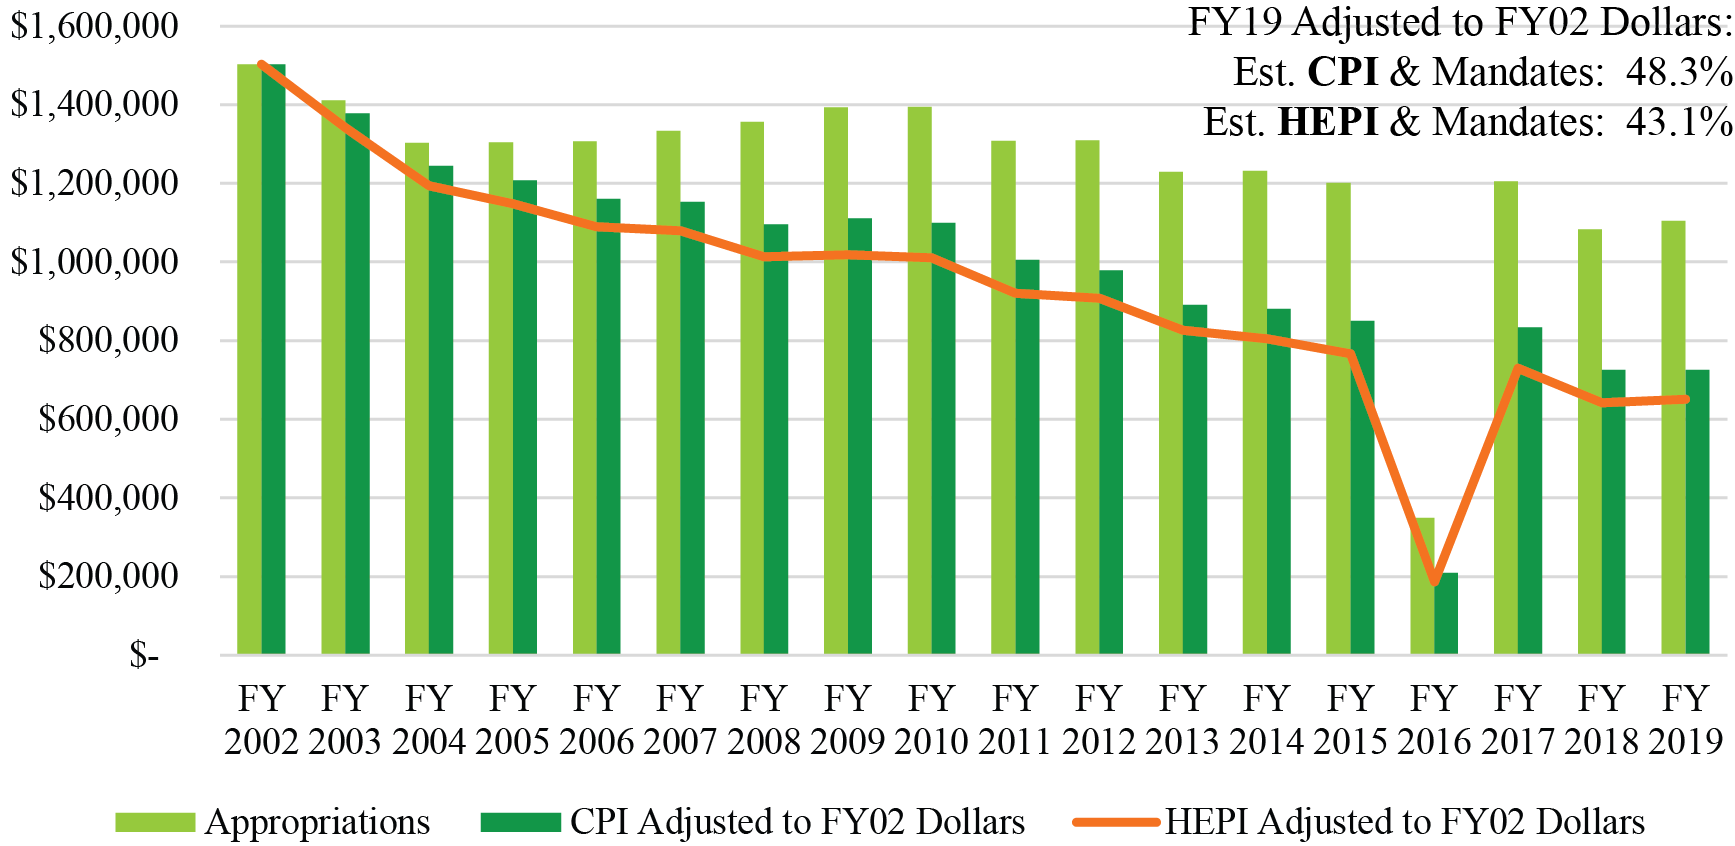 FY19 Adjusted to FY02 Dollars:
Est. CPI & Mandates: 48.3%
Est. HEPI & Mandates: 43.1%
$1,600,000
$1,400,000
$1,200,000
$1,000,000
$800,000
$600,000
$400,000
$200,000
$-
FY 2002
FY 2003
FY 2004
FY 2005
FY 2006
FY 2007
FY 2008
FY 2009
FY 2010
FY 2011
FY 2012
FY 2013
FY 2014
FY 2015
FY 2016
FY 2017
FY 2018
FY 2019
Appropriations
CPI Adjusted to FY02 Dollars
HEPI Adjusted to FY02 Dollars